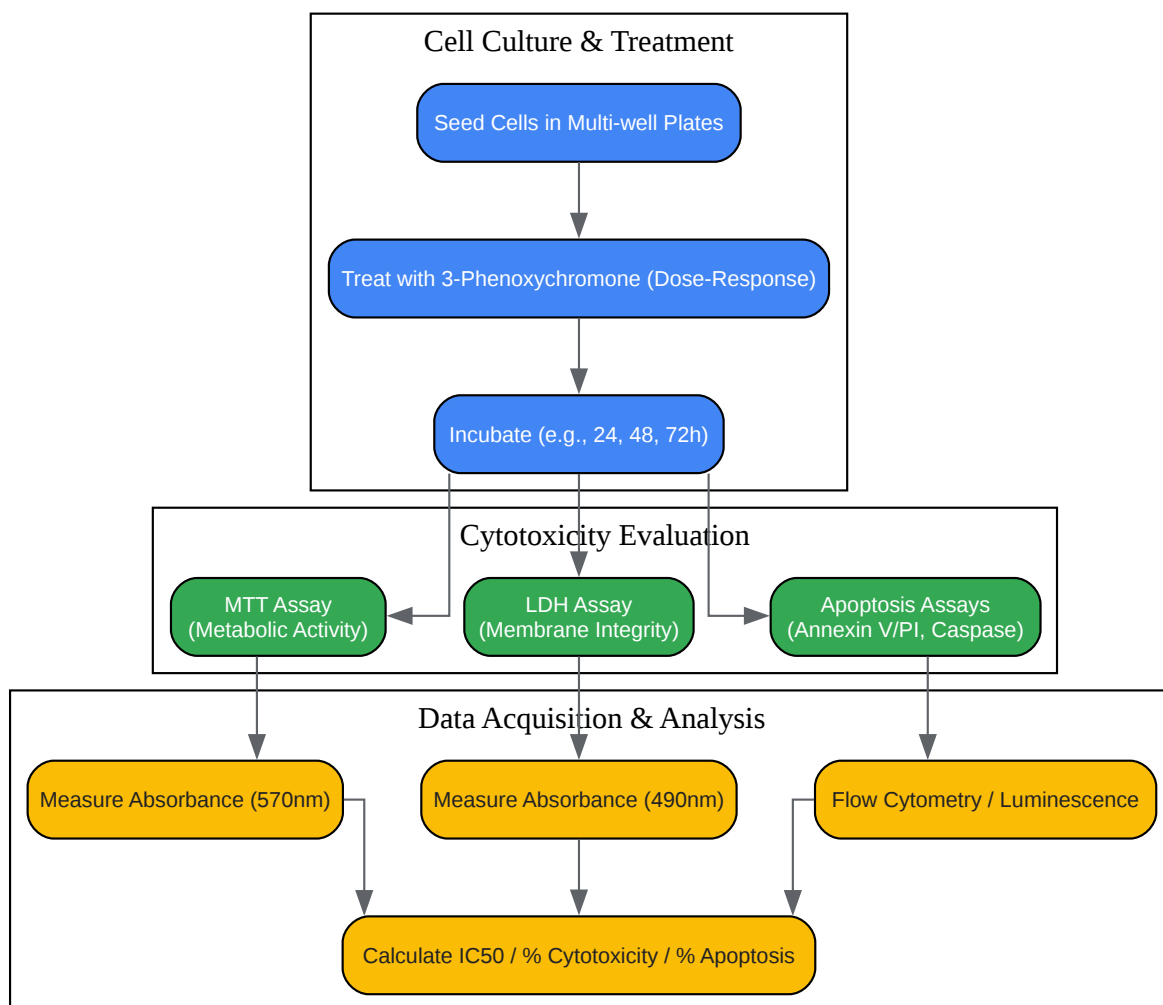 Cell Culture & Treatment
Seed Cells in Multi-well Plates
Treat with 3-Phenoxychromone (Dose-Response)
Incubate (e.g., 24, 48, 72h)
Cytotoxicity Evaluation
MTT Assay
(Metabolic Activity)
LDH Assay
(Membrane Integrity)
Apoptosis Assays
(Annexin V/PI, Caspase)
Data Acquisition & Analysis
Measure Absorbance (570nm)
Measure Absorbance (490nm)
Flow Cytometry / Luminescence
Calculate IC50 / % Cytotoxicity / % Apoptosis